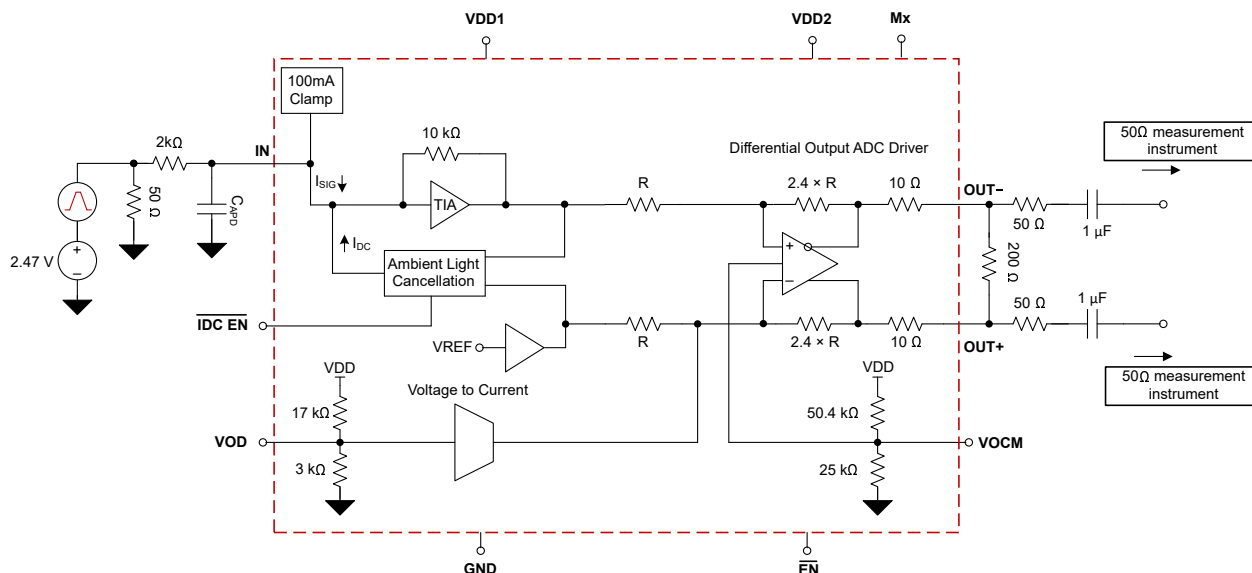 VDD1
VDD2
Mx
100mA
Clamp
10 kΩ
Differential Output ADC Driver
50Ω measurement
instrument
2kΩ
IN
50 Ω
C_APD
I_SIG
TIA
R
2.4 × R
10 Ω
OUT−
50 Ω
1 µF
2.47 V
+
−
I_DC
Ambient Light
Cancellation
+
−
200 Ω
IDC EN
VREF
R
2.4 × R
10 Ω
OUT+
50 Ω
1 µF
VDD
Voltage to Current
VDD
50Ω measurement
instrument
17 kΩ
50.4 kΩ
VOD
VOCM
3 kΩ
25 kΩ
GND
EN